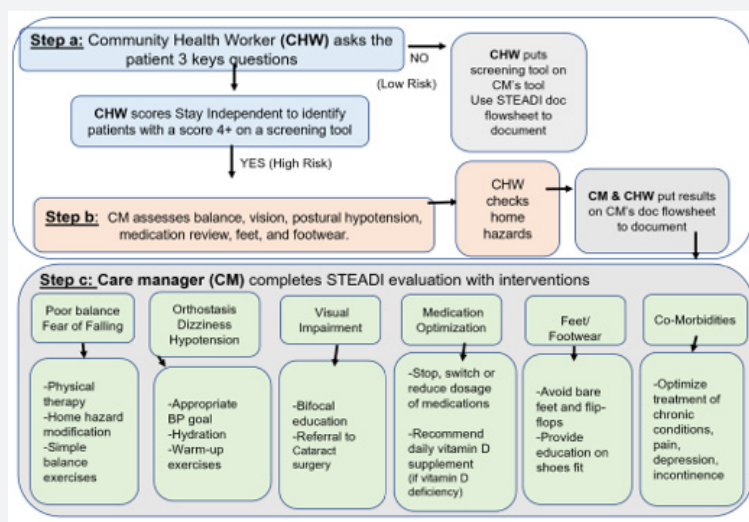 Step a: Community Health Worker (CHW) asks the
patient 3 keys questions
NO
(Low Risk)
CHW puts
screening tool on
CM's tool
Use STEADI doc
flowsheet to
document
CHW scores Stay Independent to identify
patients with a score 4+ on a screening tool
YES (High Risk)
Step b: CM assesses balance, vision, postural hypotension,
medication review, feet, and footwear.
CHW
checks
home
hazards
CM & CHW put results
on CM's doc flowsheet
to document
Step c: Care manager (CM) completes STEADI evaluation with interventions
Poor balance
Fear of Falling
Orthostasis
Dizziness
Hypotension
Visual
Impairment
Medication
Optimization
Feet/
Footwear
Co-Morbidities
-Physical
therapy
-Home hazard
modification
-Simple
balance
exercises
-Appropriate
BP goal
-Hydration
-Warm-up
exercises
-Bifocal
education
-Referral to
Cataract
surgery
-Stop, switch or
reduce dosage
of medications
-Recommend
daily vitamin D
supplement
(if vitamin D
deficiency)
-Avoid bare
feet and flip-
flops
-Provide
education on
shoes fit
-Optimize
treatment of
chronic
conditions,
pain,
depression,
incontinence